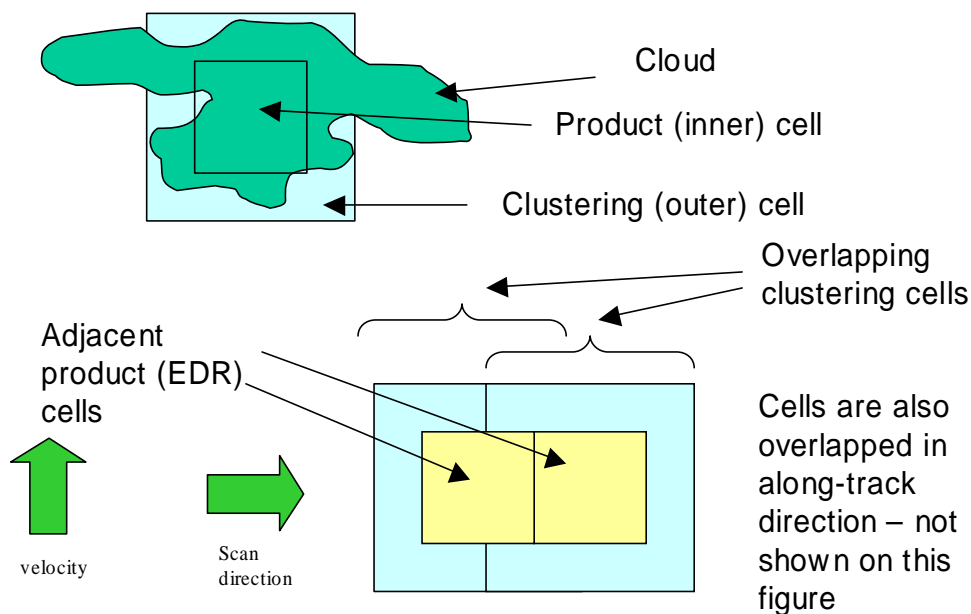 Cloud
Product (inner) cell
Clustering (outer) cell
Overlapping
clustering cells
Adjacent
product (EDR)
cells
Cells are also
overlapped in
along-track
direction – not
shown on this
figure
velocity
Scan
direction